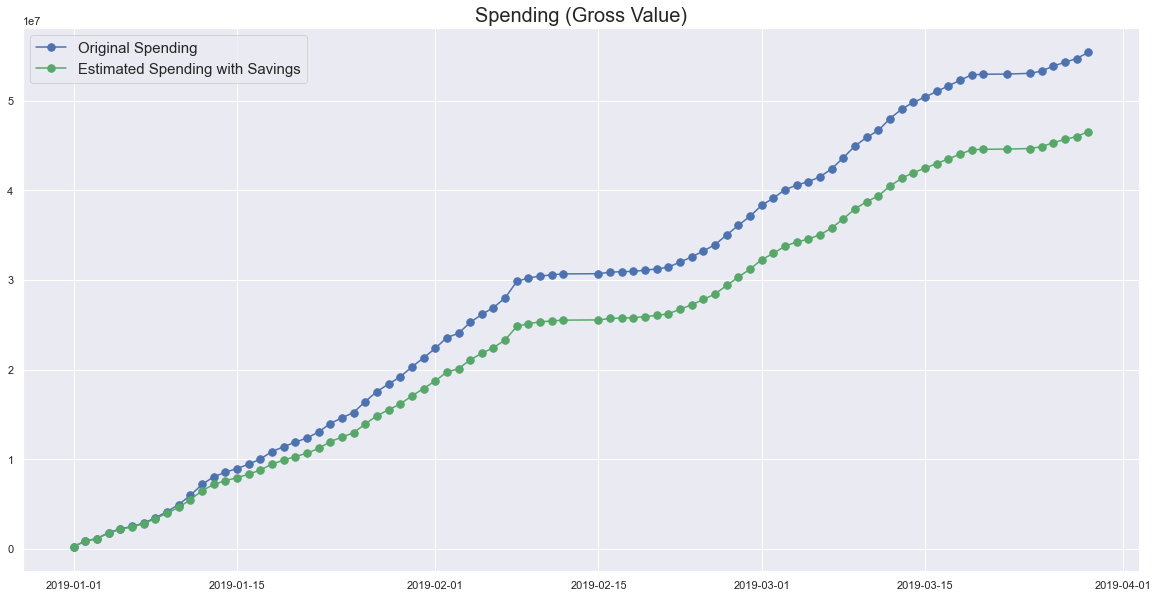 Spending (Gross Value)
1e7
Original Spending
Estimated Spending with Savings
5
4
3
2
1
0
2019-01-01 2019-01-15 2019-02-01 2019-02-15 2019-03-01 2019-03-15 2019-04-01